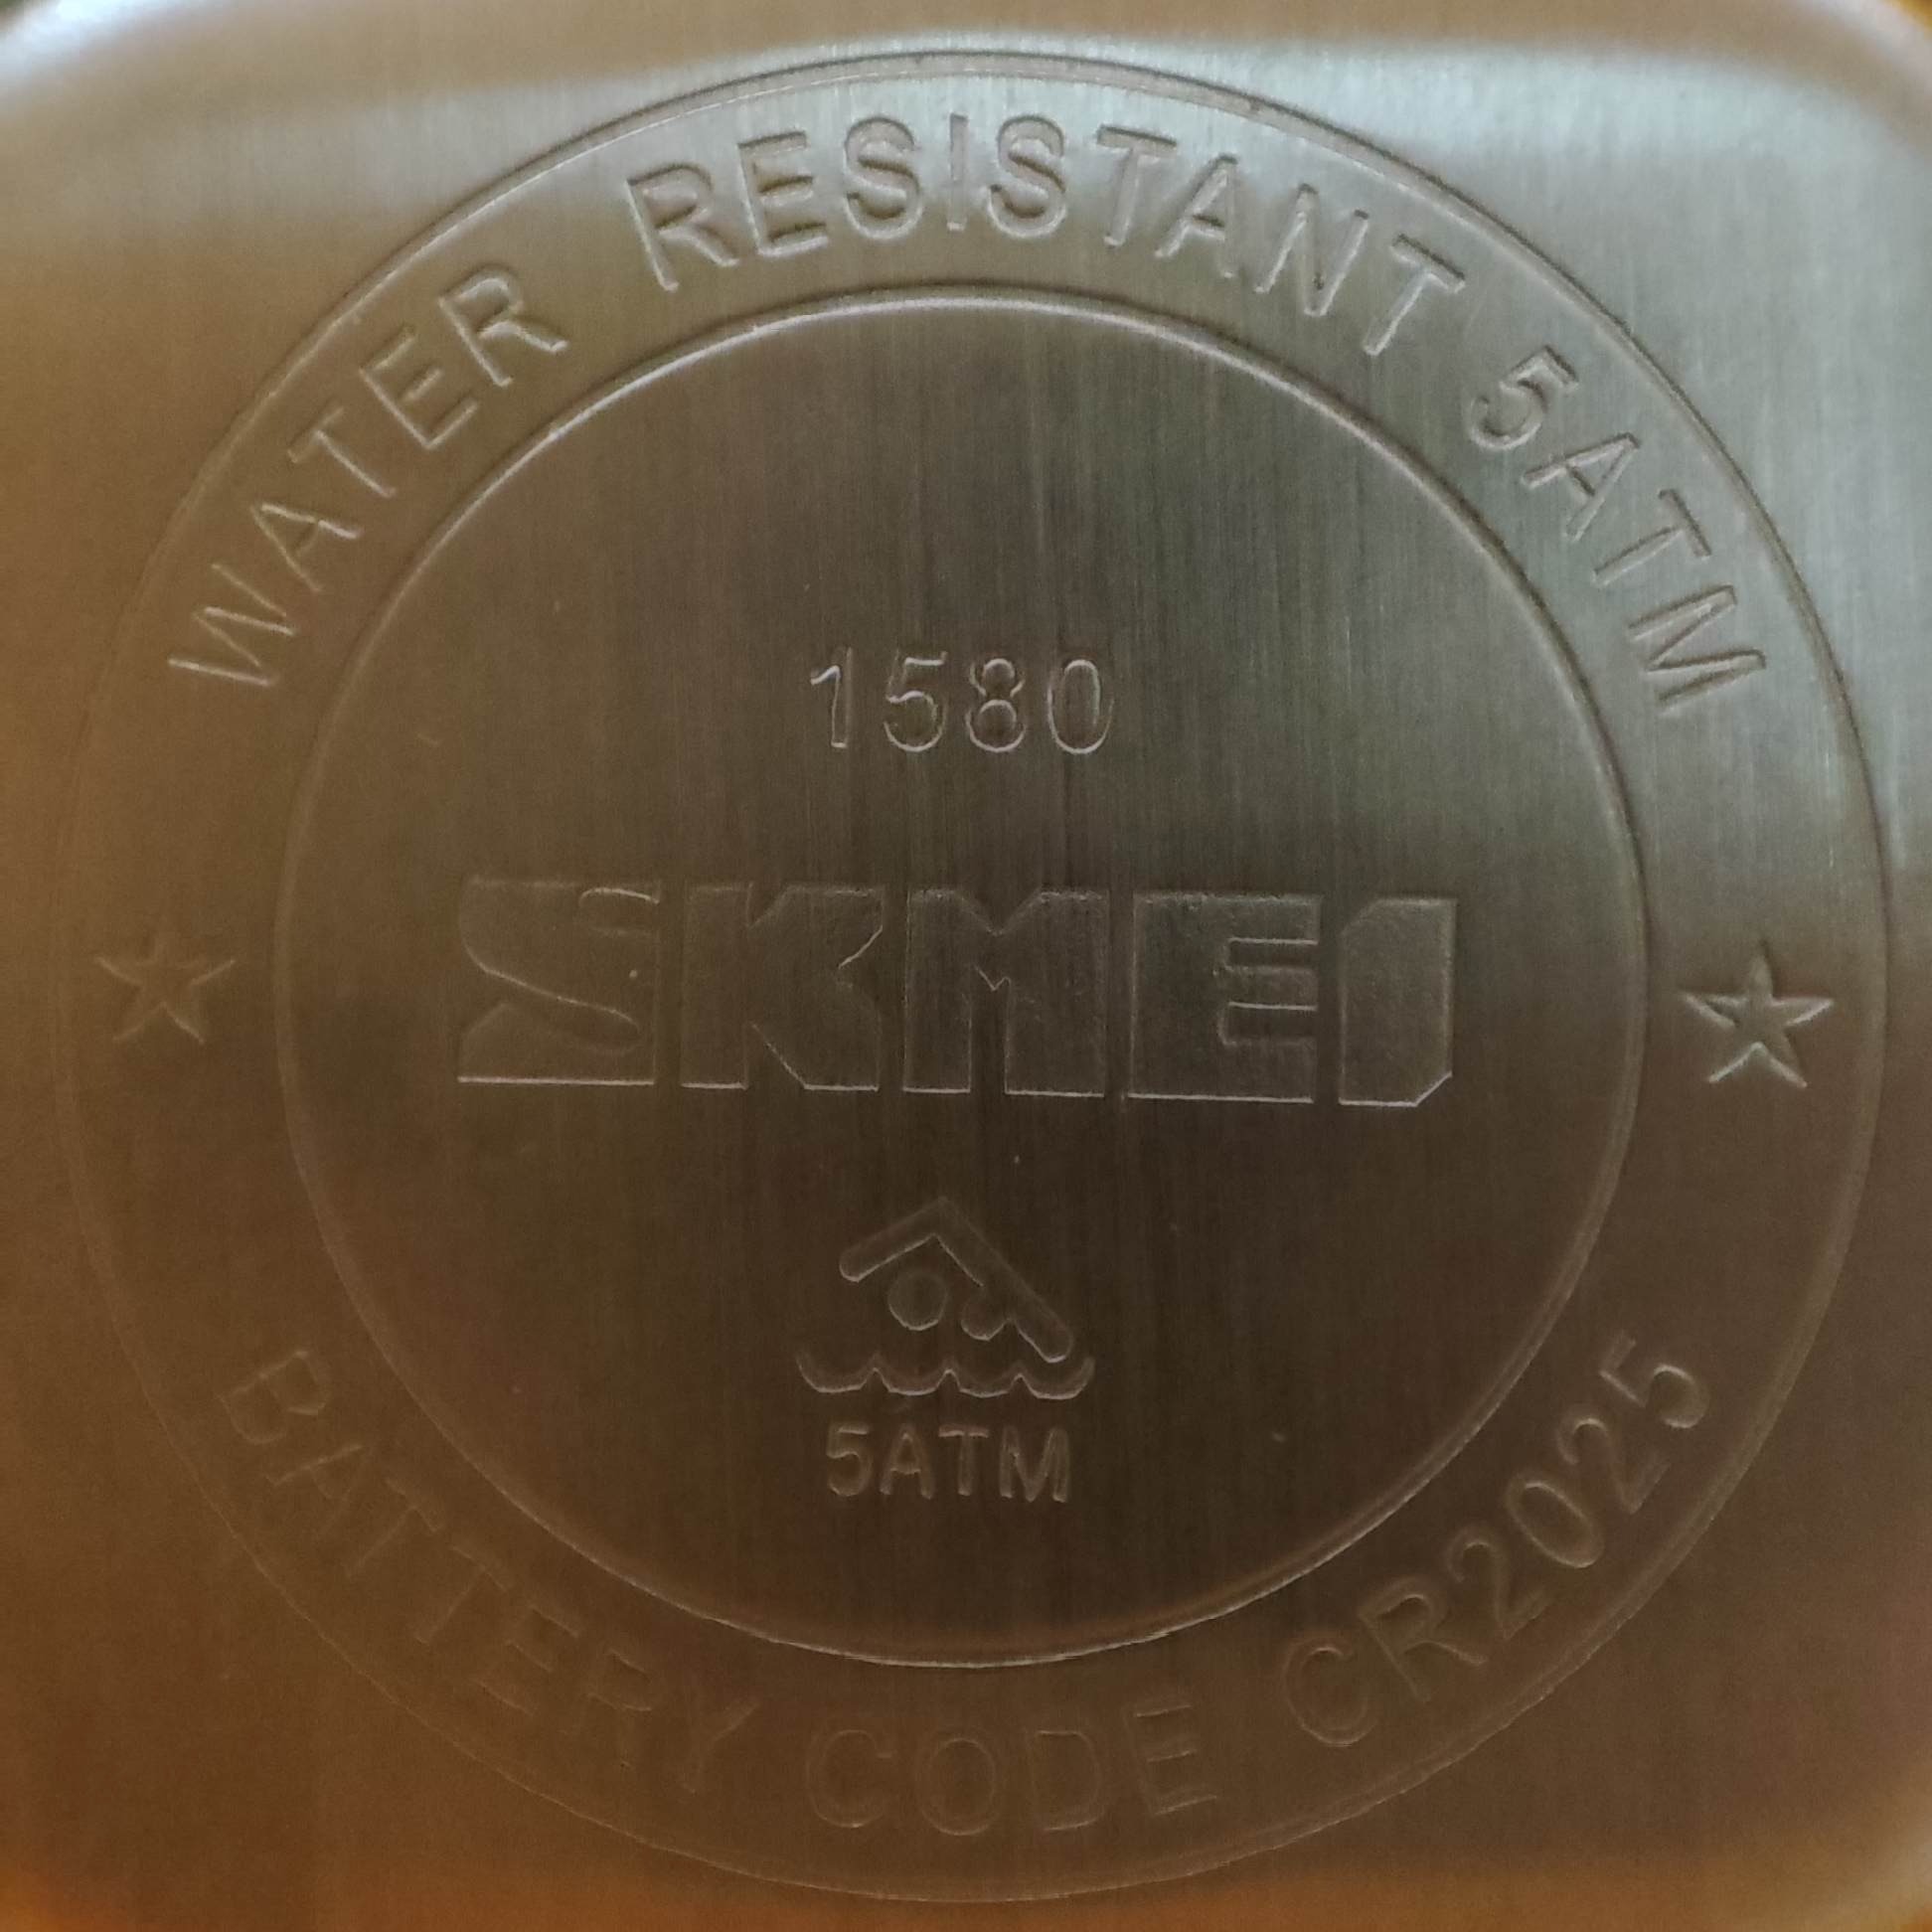 WATER RESISTANT 5ATM
1580
SKMEI
5ATM
BATTERY CODE CR2025